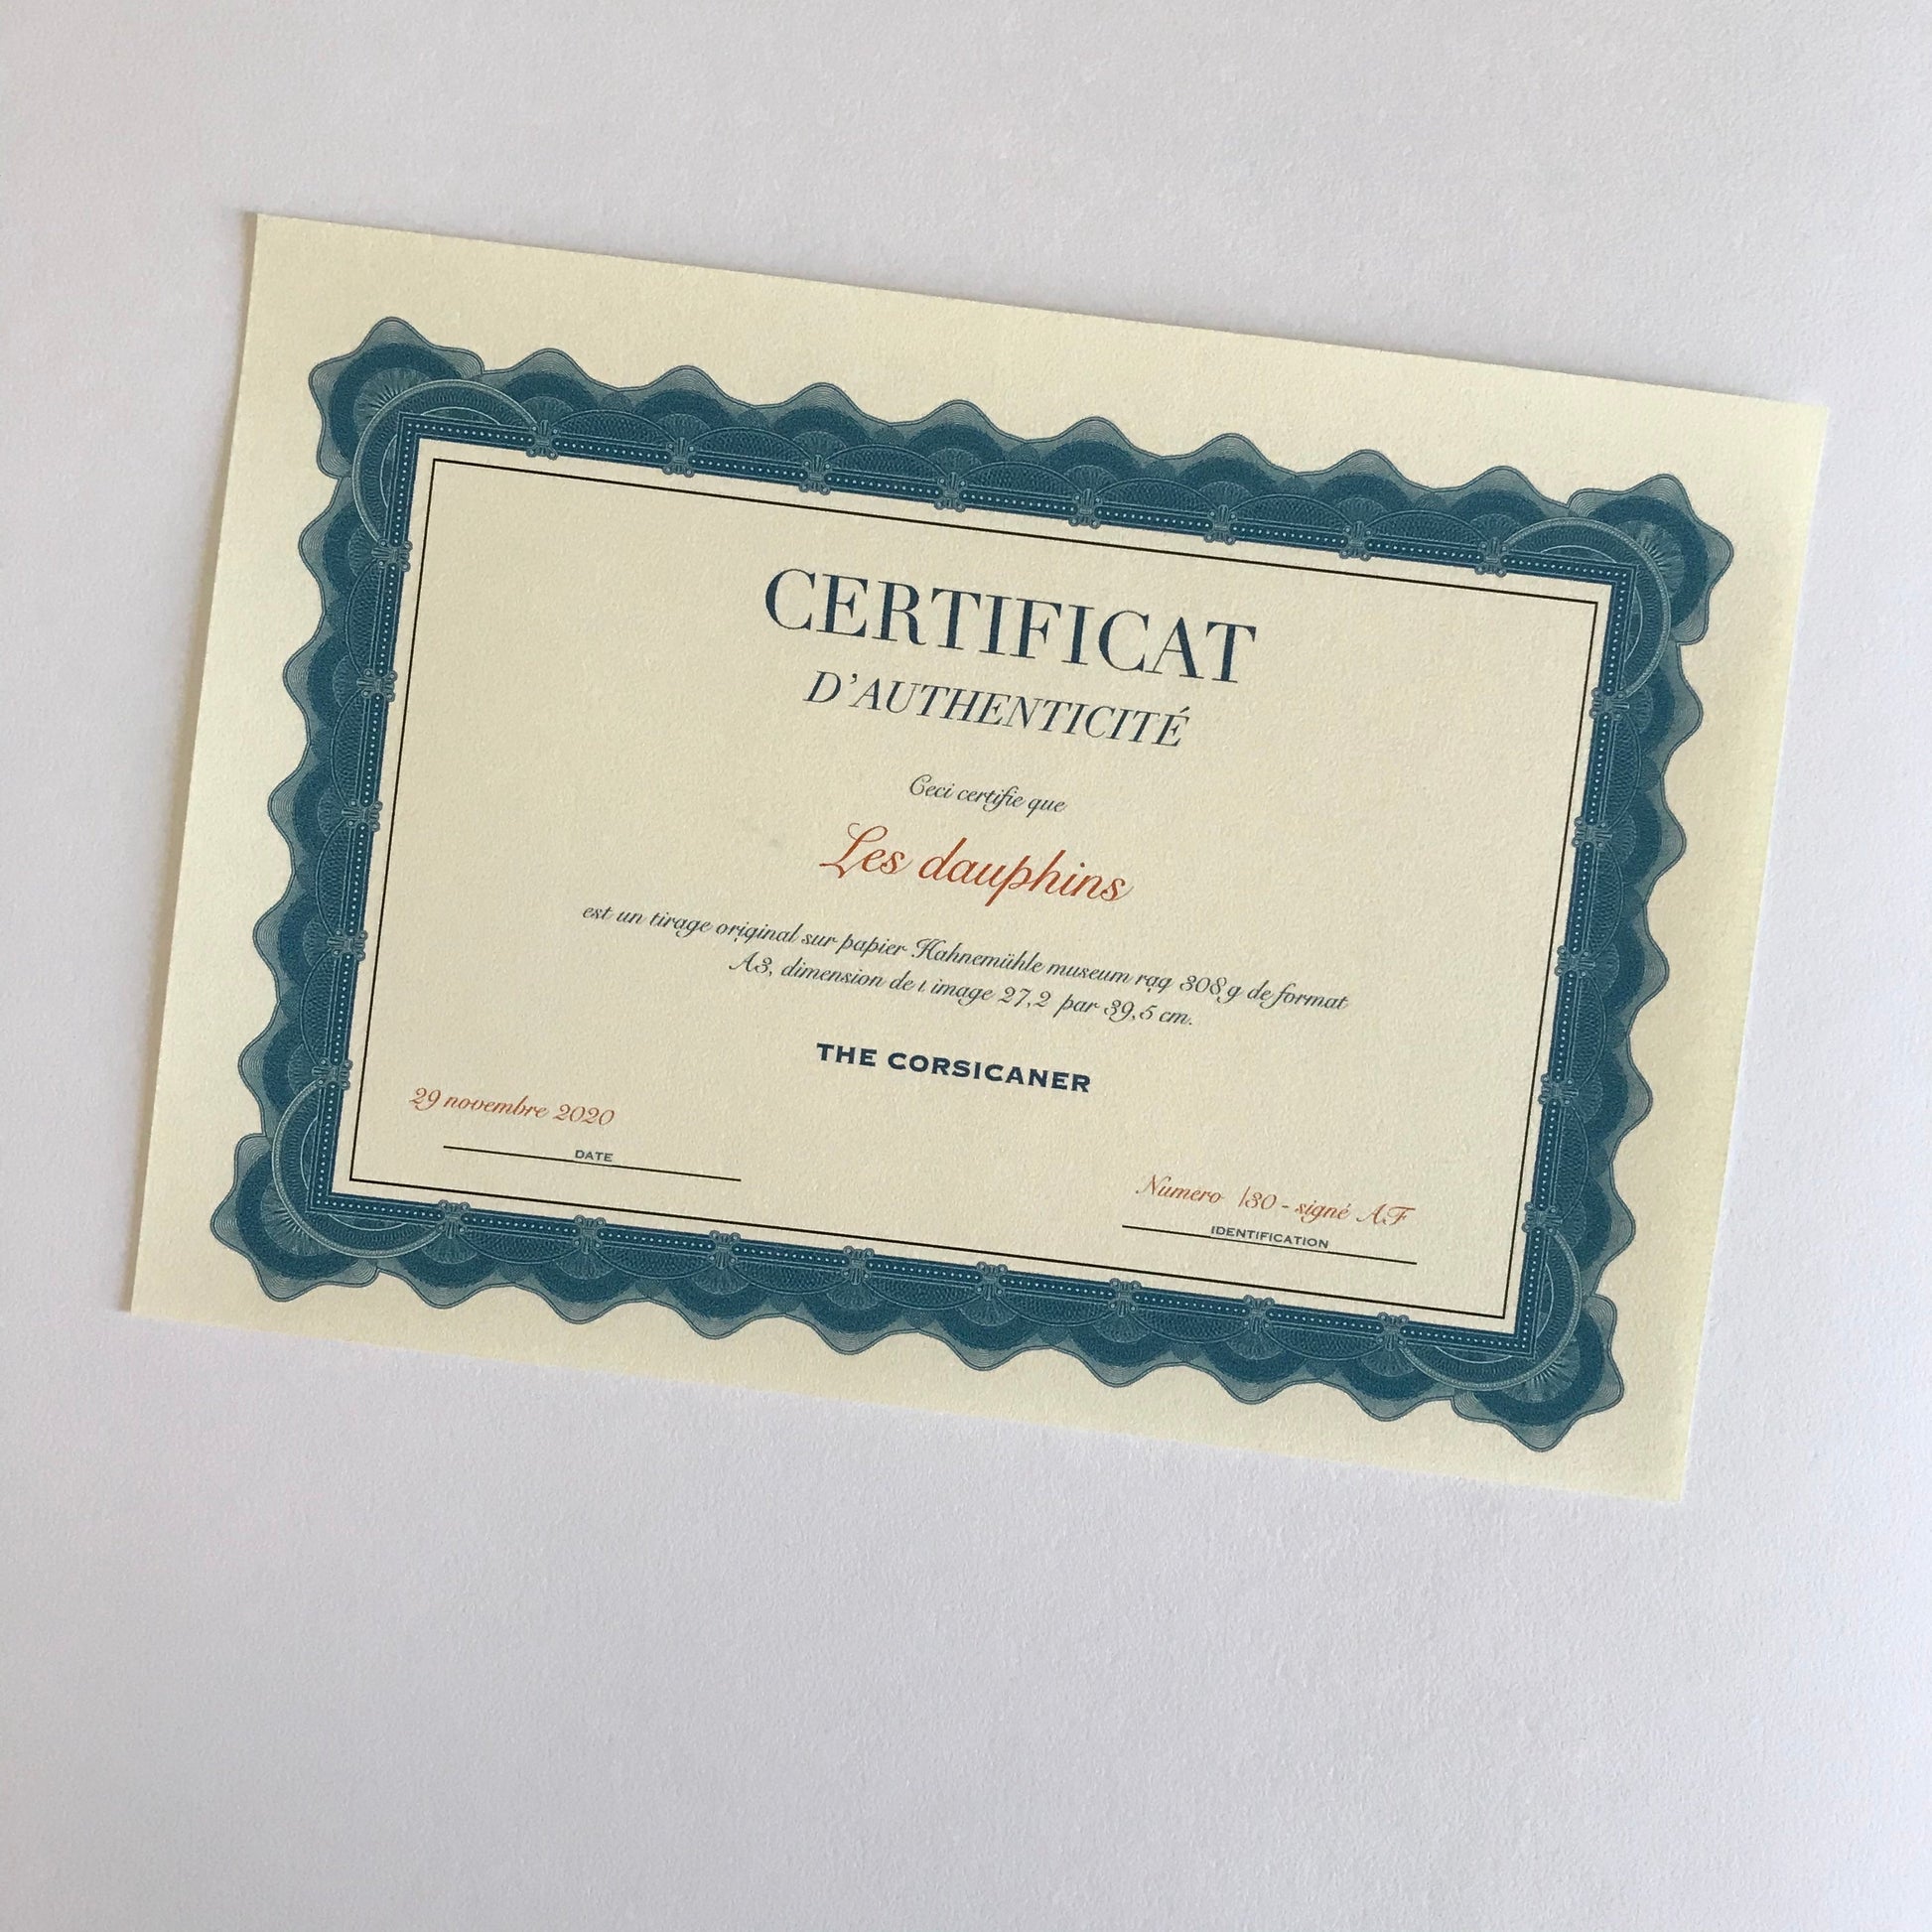 CERTIFICAT
D'AUTHENTICITÉ
Ceci certifie que
Les dauphins
est un tirage original sur papier Hahnemühle museum rag 308g de format
A3, dimension de l image 27,2 par 39,5 cm.
THE CORSICANER
29 novembre 2020
DATE
Numéro |30 - signé AF
IDENTIFICATION